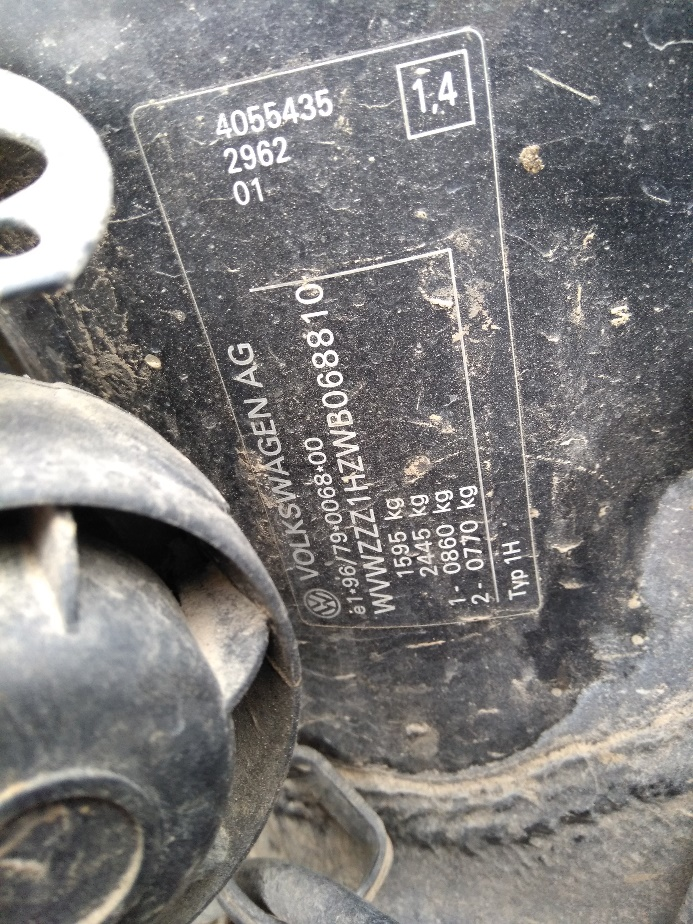 4055435
2962
01
1,4
VOLKSWAGEN AG
e1*96/79*0068*00
WVWZZZ1HZWB068810
1595 kg
2445 kg
1- 0860 kg
2- 0770 kg
Typ 1H